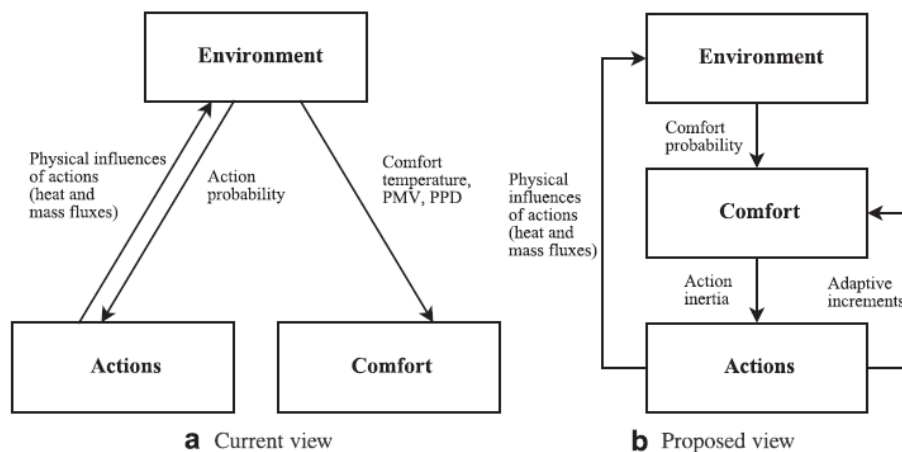 Environment
Physical influences
of actions
(heat and
mass fluxes)
Action
probability
Comfort
temperature,
PMV, PPD
Actions
Comfort
a Current view
Environment
Comfort
probability
Physical
influences
of actions
(heat and
mass fluxes)
Comfort
Action
inertia
Adaptive
increments
Actions
b Proposed view